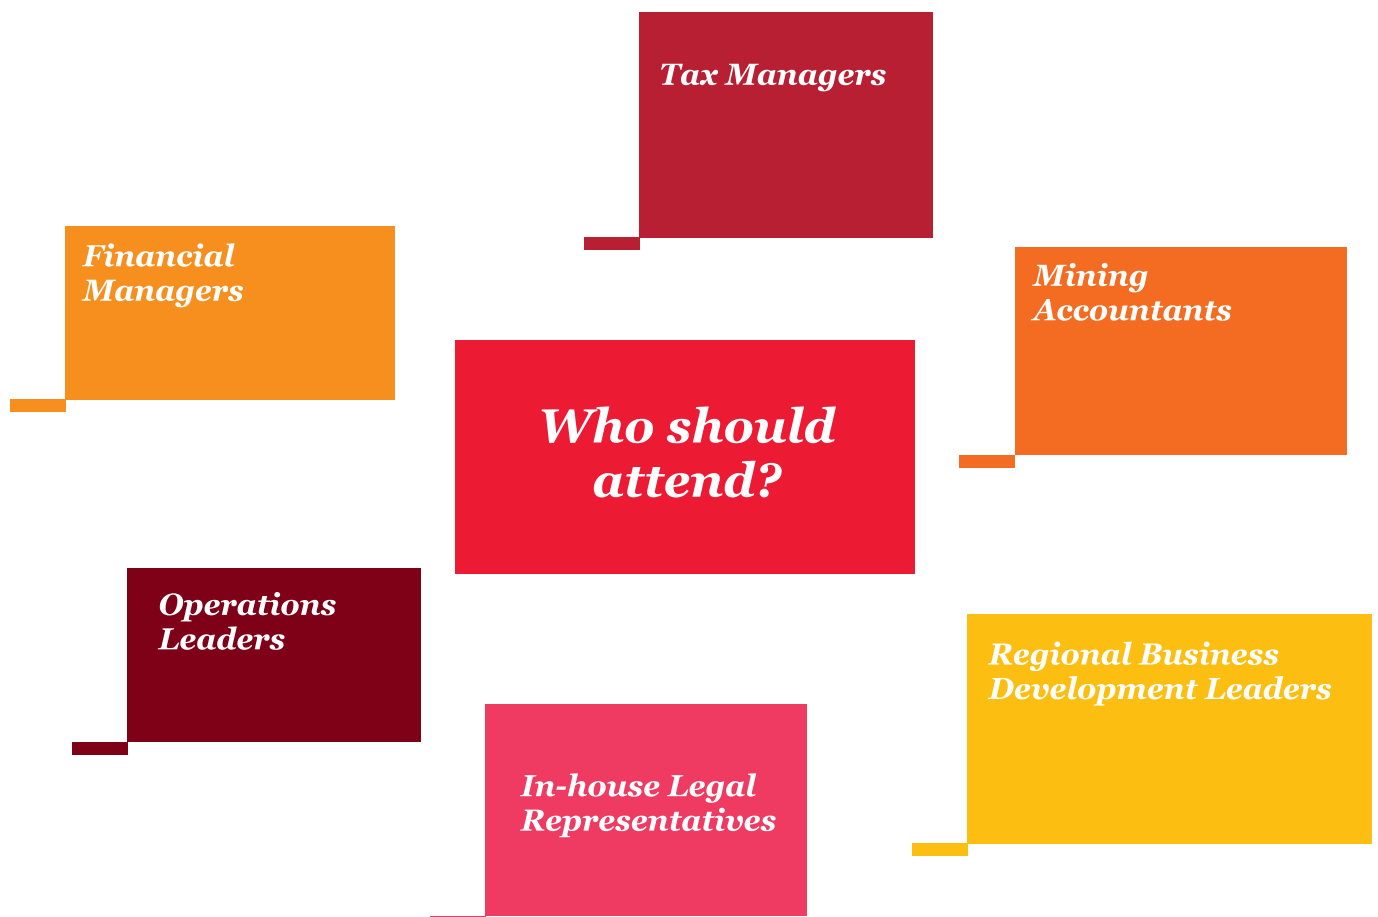 Tax Managers
Financial
Managers
Mining
Accountants
Who should
attend?
Operations
Leaders
Regional Business
Development Leaders
In-house Legal
Representatives